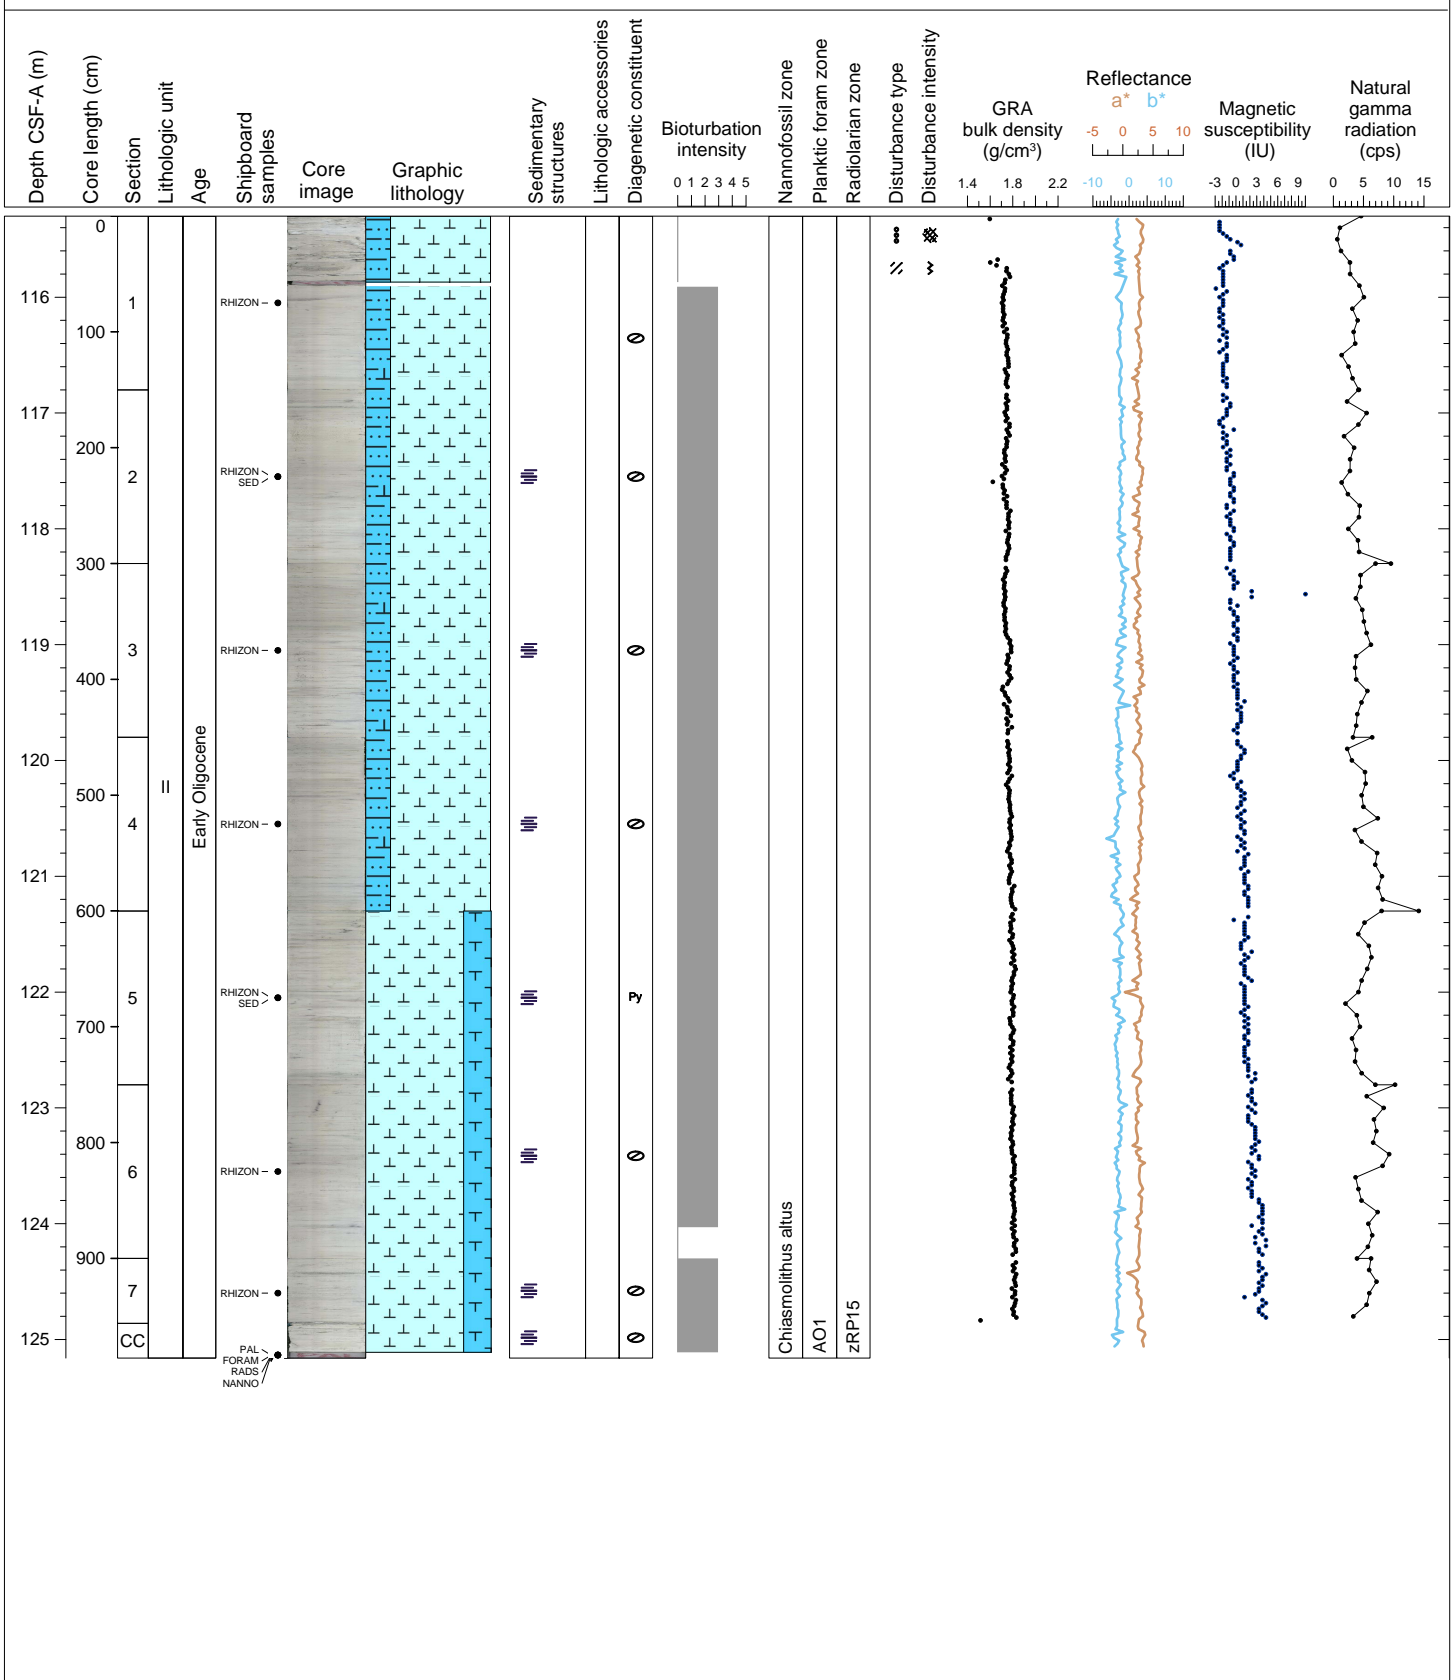 Depth CSF-A (m)
Core length (cm)
Section
Lithologic unit
Age
Shipboard
samples
Core
image
Graphic
lithology
Sedimentary
structures
Lithologic accessories
Diagenetic constituent
Bioturbation
intensity
0 1 2 3 4 5
Nannofossil zone
Planktic foram zone
Radiolarian zone
Disturbance type
Disturbance intensity
GRA
bulk density
(g/cm³)
1.4 1.8 2.2
Reflectance
a* b*
-5 0 5 10
-10 0 10
Magnetic
susceptibility
(IU)
-3 0 3 6 9
Natural
gamma
radiation
(cps)
0 5 10 15
0
116
1
RHIZON
100
117
200
2
RHIZON
SED
118
300
119
3
RHIZON
400
120
II
Early Oligocene
500
4
RHIZON
121
600
122
5
RHIZON
SED
Py
700
123
800
6
RHIZON
124
900
7
RHIZON
125
CC
PAL
FORAM
RADS
NANNO
Chiasmolithus altus
AO1
zRP15